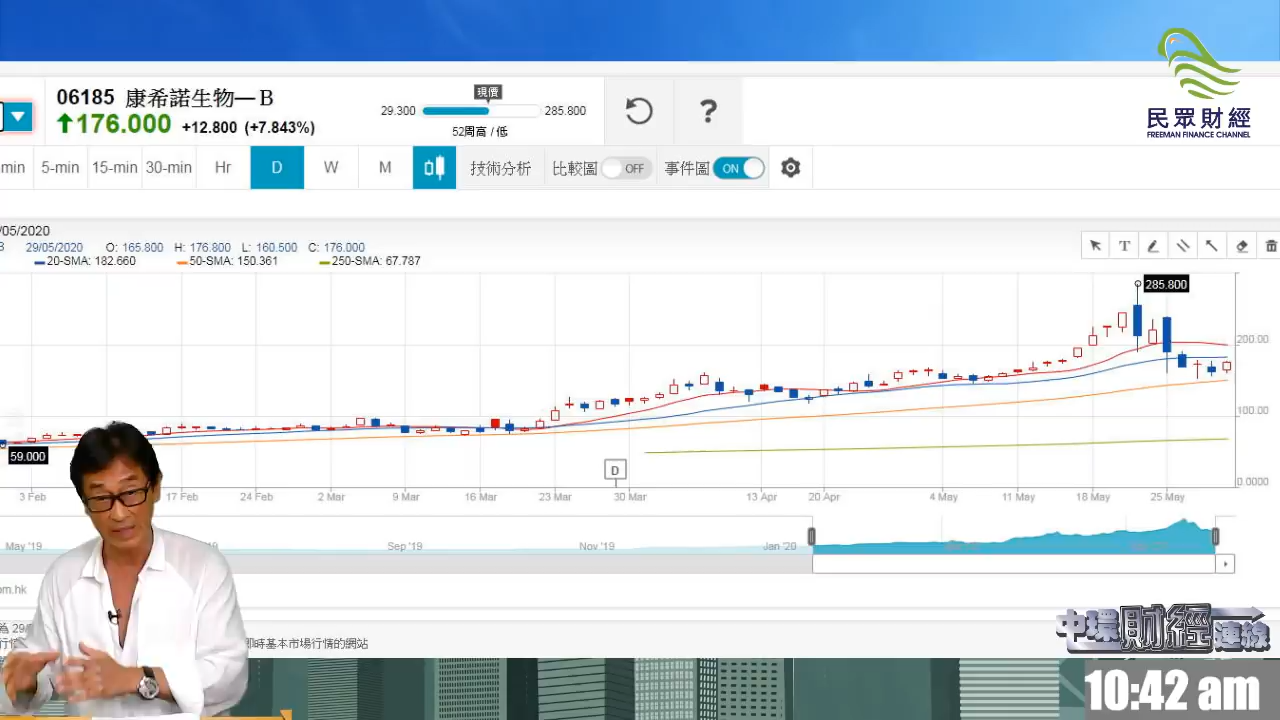 民眾財經
FREEMAN FINANCE CHANNEL
06185 康希諾生物—B
176.000 +12.800 (+7.843%)
現價
29.300 285.800
52周高 / 低
?
min 5-min 15-min 30-min Hr D W M 技術分析 比較圖 OFF 事件圖 ON
/05/2020
29/05/2020 O: 165.800 H: 176.800 L: 160.500 C: 176.000
20-SMA: 182.660 50-SMA: 150.361 250-SMA: 67.787
T
285.800
200.00
100.00
0.0000
59.000
D
3 Feb 17 Feb 24 Feb 2 Mar 9 Mar 16 Mar 23 Mar 30 Mar 13 Apr 20 Apr 4 May 11 May 18 May 25 May
May '19 Sep '19 Nov '19 Jan '20
om.hk
為 29
即時基本市場行情的網站
中環財經連線
10:42 am